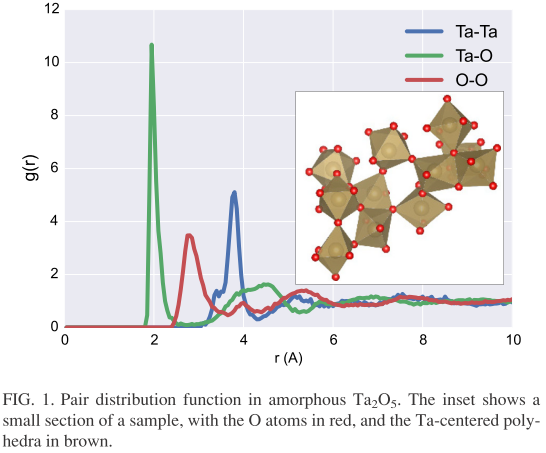 12
10
8
6
4
2
0
g(r)
Ta-Ta
Ta-O
O-O
0 2 4 6 8 10
r (A)
FIG. 1. Pair distribution function in amorphous Ta₂O₅. The inset shows a
small section of a sample, with the O atoms in red, and the Ta-centered poly-
hedra in brown.